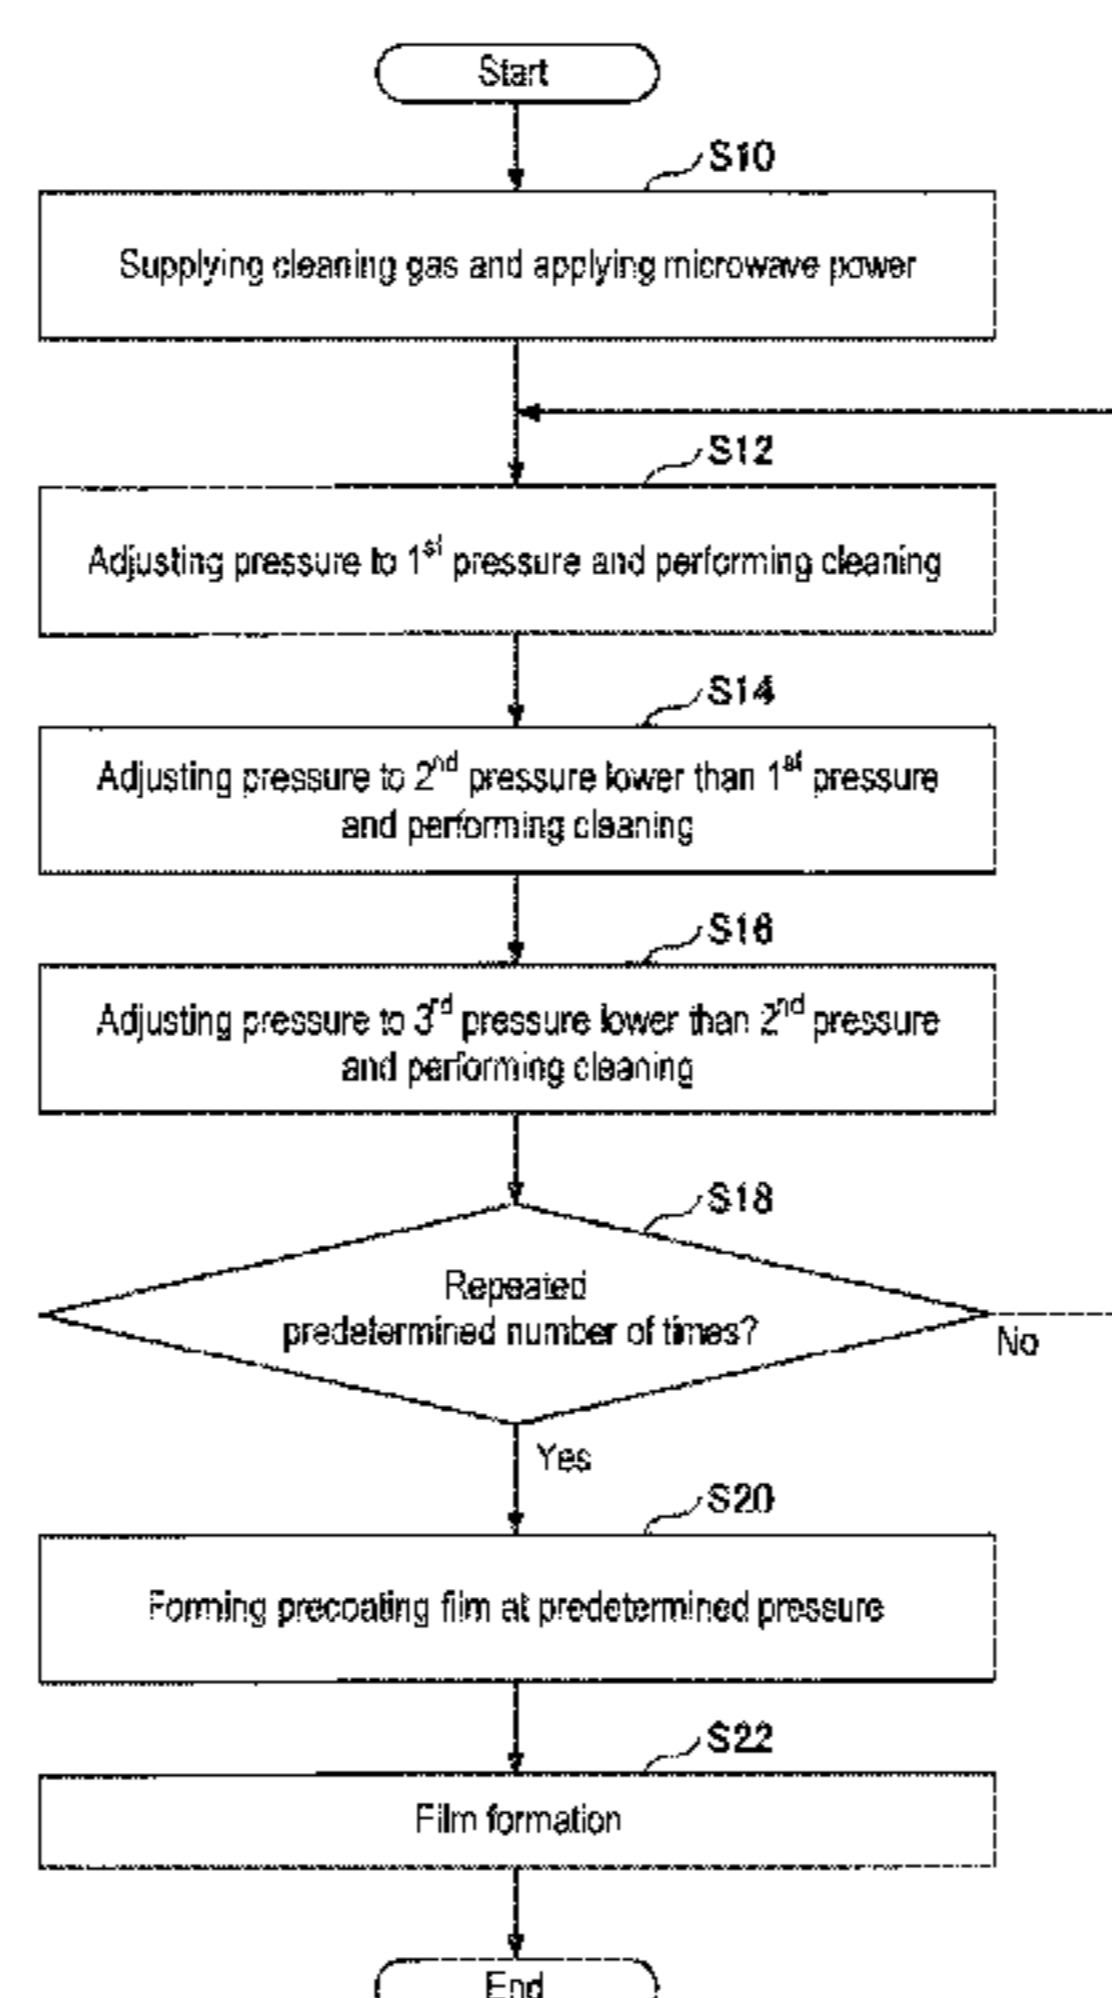 Start
S10
Supplying cleaning gas and applying microwave power
S12
Adjusting pressure to 1st pressure and performing cleaning
S14
Adjusting pressure to 2nd pressure lower than 1st pressure
and performing cleaning
S16
Adjusting pressure to 3rd pressure lower than 2nd pressure
and performing cleaning
S18
Repeated
predetermined number of times?
No
Yes
S20
Forming precoating film at predetermined pressure
S22
Film formation
End